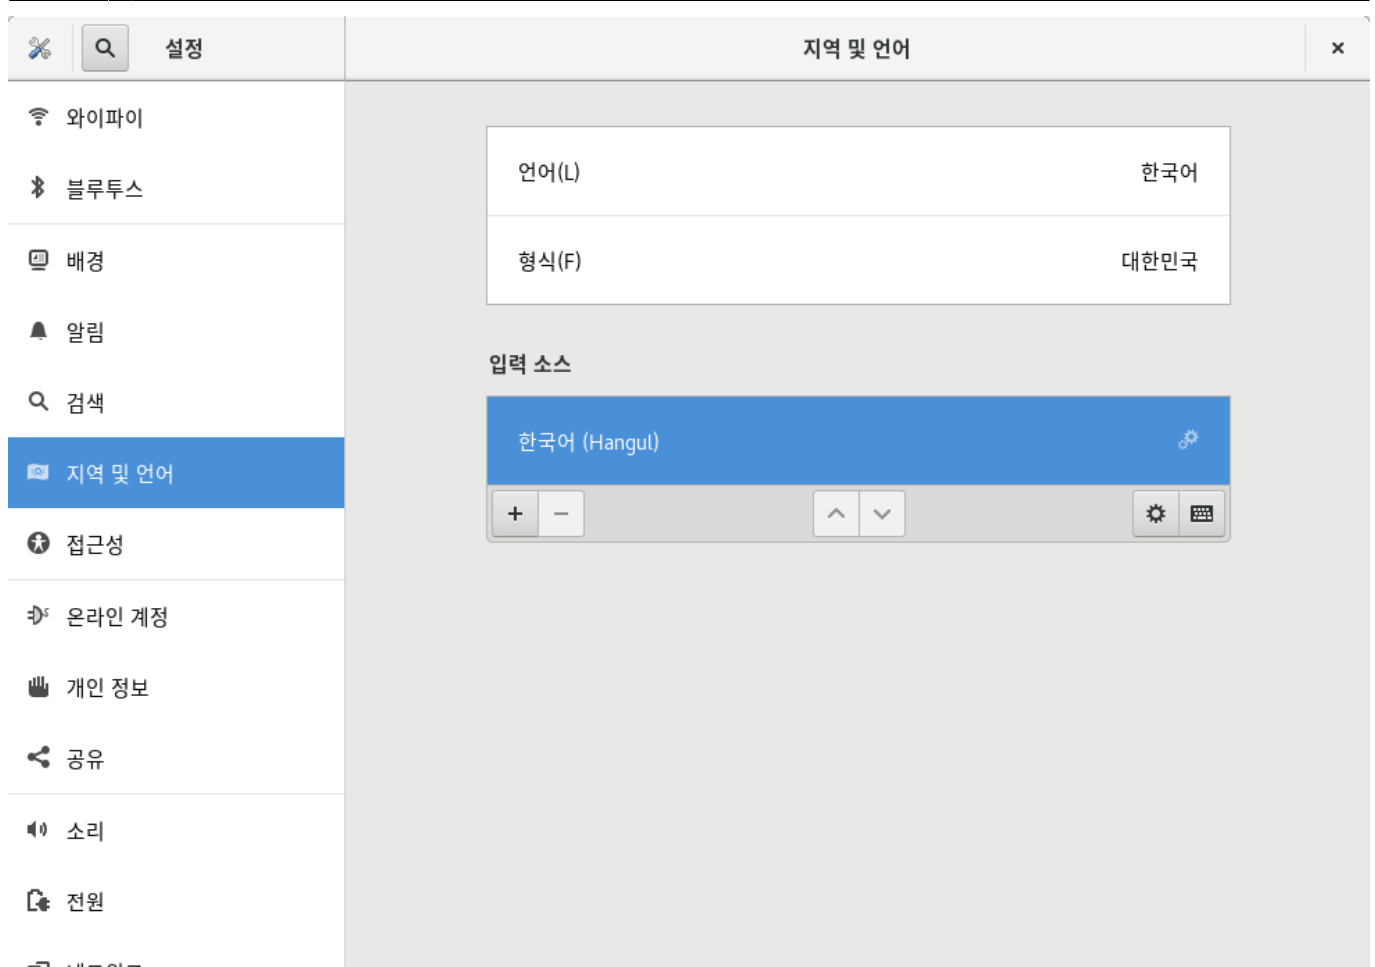 설정
지역 및 언어
와이파이
블루투스
배경
알림
검색
지역 및 언어
접근성
온라인 계정
개인 정보
공유
소리
전원
언어(L) 한국어
형식(F) 대한민국
입력 소스
한국어 (Hangul)